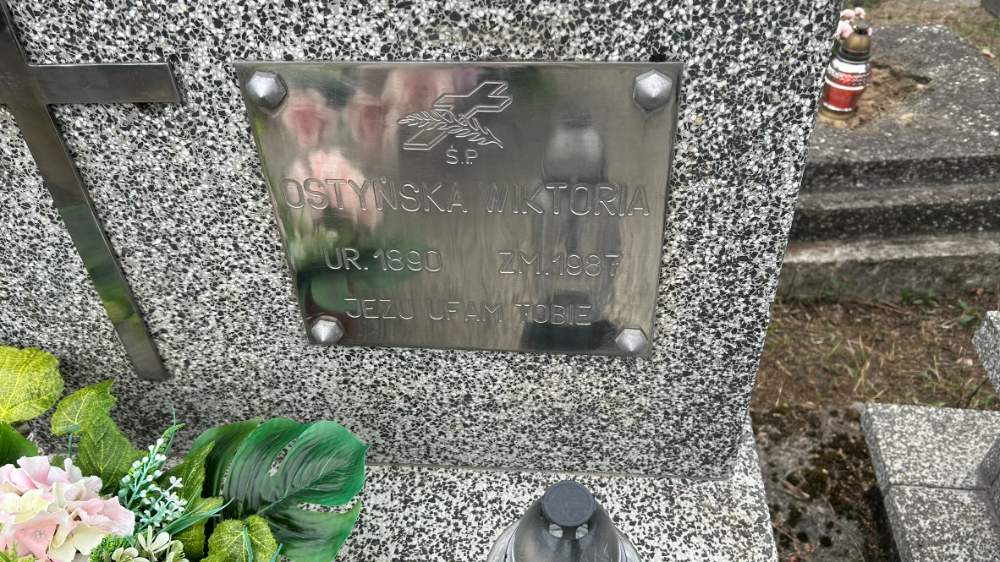 Ś.P.
OSTYŃSKA WIKTORIA
UR. 1890 ZM. 1987
JEZU UFAM TOBIE